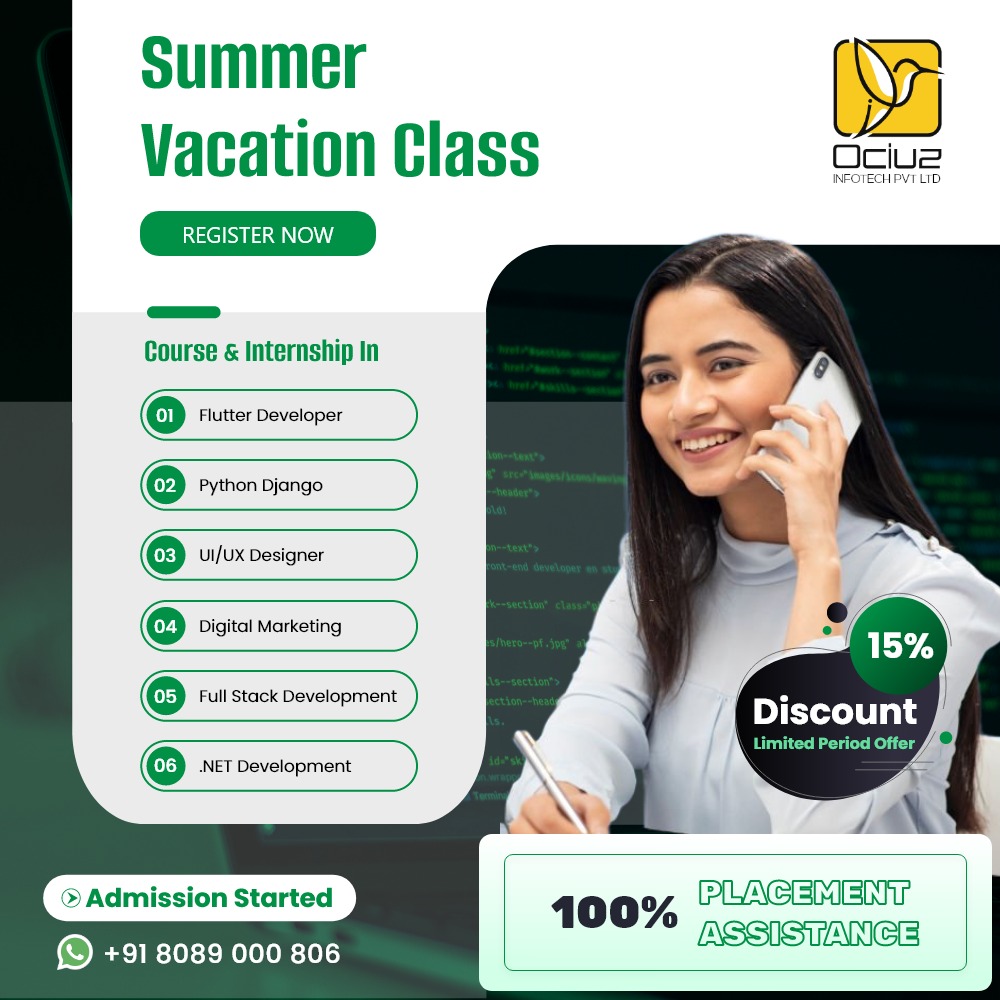 Summer
Vacation Class
REGISTER NOW
Ociuz
INFOTECH PVT LTD
Course & Internship In
01 Flutter Developer
02 Python Django
03 UI/UX Designer
04 Digital Marketing
05 Full Stack Development
06 .NET Development
15%
Discount
Limited Period Offer
Admission Started
+91 8089 000 806
100% PLACEMENT
ASSISTANCE